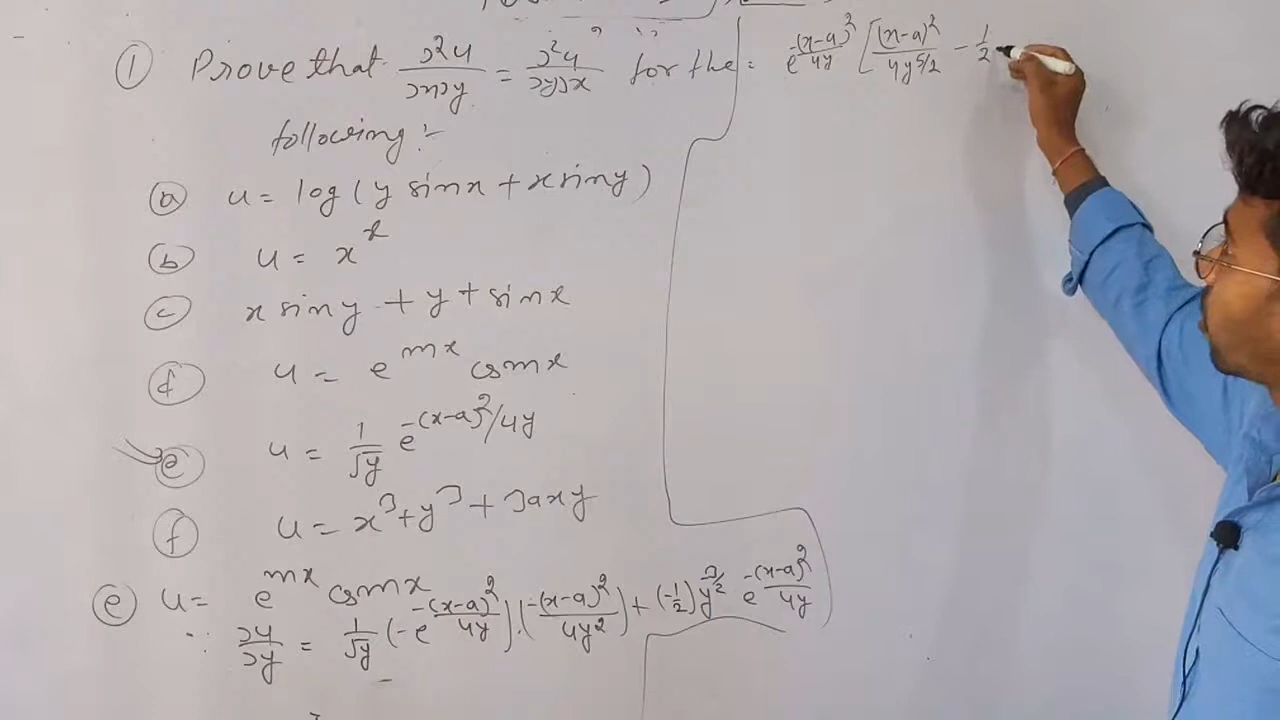 ① Prove that ∂²u/∂x∂y = ∂²u/∂y∂x for the
following :-
ⓐ u = log(y sinx + x siny)
ⓑ u = x^x
ⓒ x siny + y + sinx
ⓓ u = e^mx cosmx
ⓔ u = 1/√y e^-(x-a)²/4y
ⓕ u = x³+y³+3axy
ⓔ u = e^mx cosmx
∵ ∂u/∂y = 1/√y (-e^-(x-a)²/4y).(-(x-a)²/4y²) + (-1/2) y^-3/2 e^-(x-a)²/4y
= e^-(x-a)²/4y [(x-a)²/4y^5/2 - 1/2